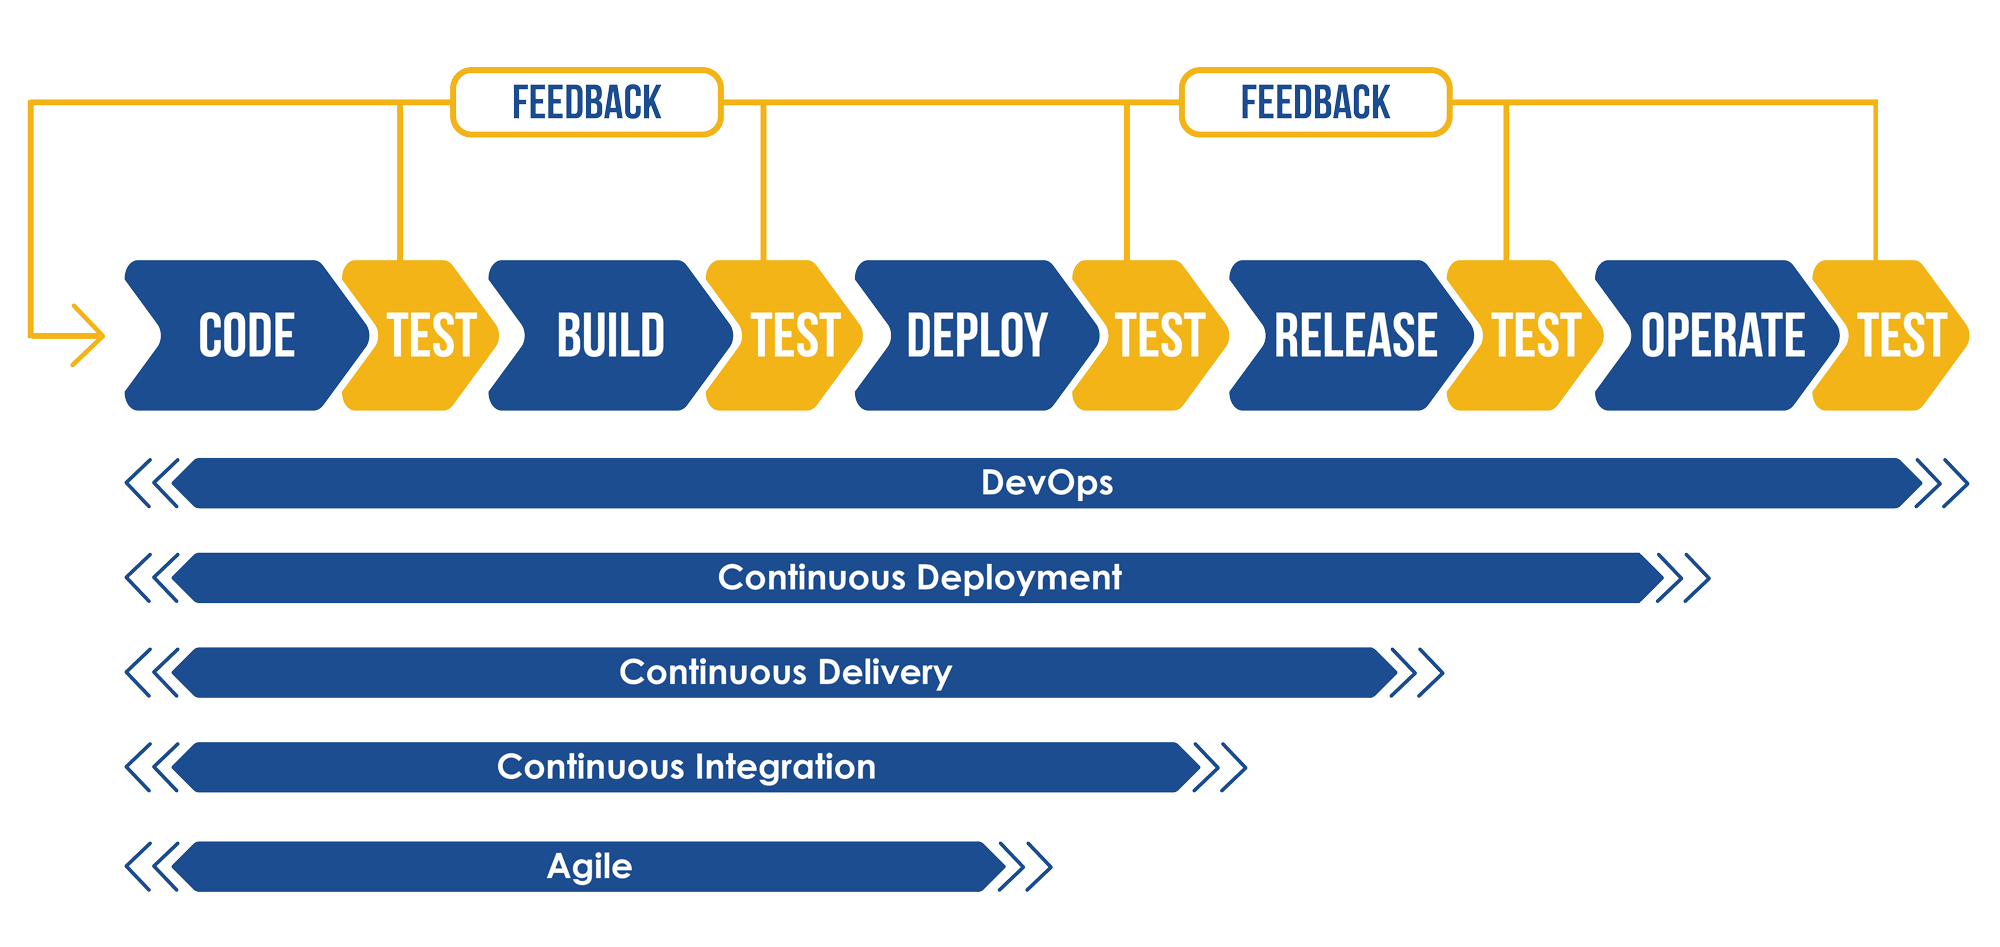 FEEDBACK
FEEDBACK
CODE
TEST
BUILD
TEST
DEPLOY
TEST
RELEASE
TEST
OPERATE
TEST
DevOps
Continuous Deployment
Continuous Delivery
Continuous Integration
Agile